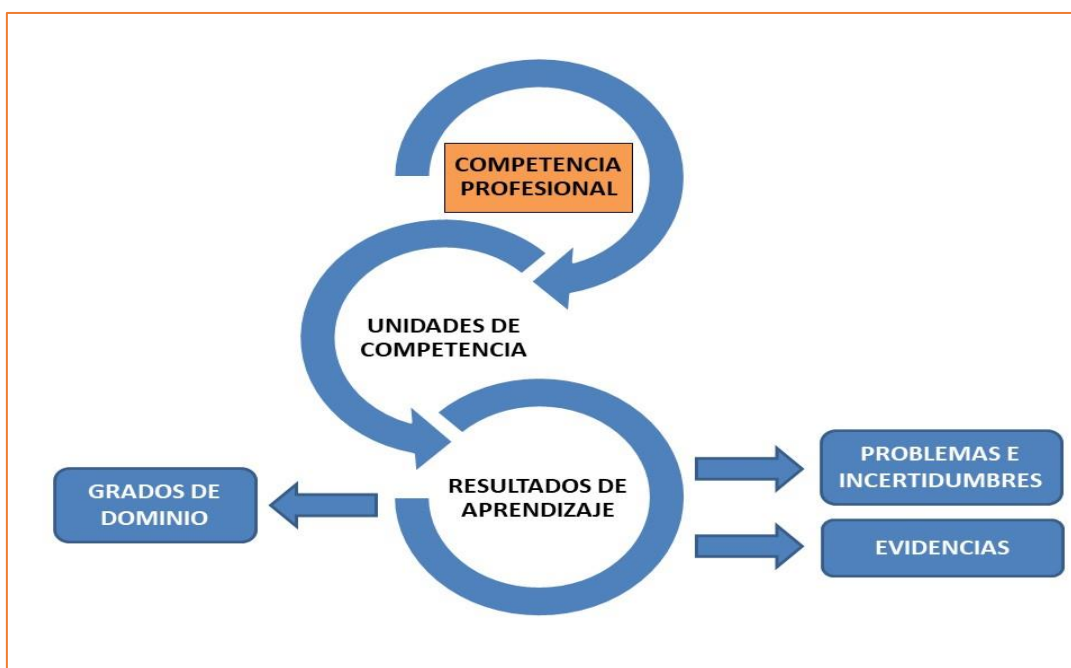 COMPETENCIA
PROFESIONAL
UNIDADES DE
COMPETENCIA
RESULTADOS DE
APRENDIZAJE
GRADOS DE
DOMINIO
PROBLEMAS E
INCERTIDUMBRES
EVIDENCIAS